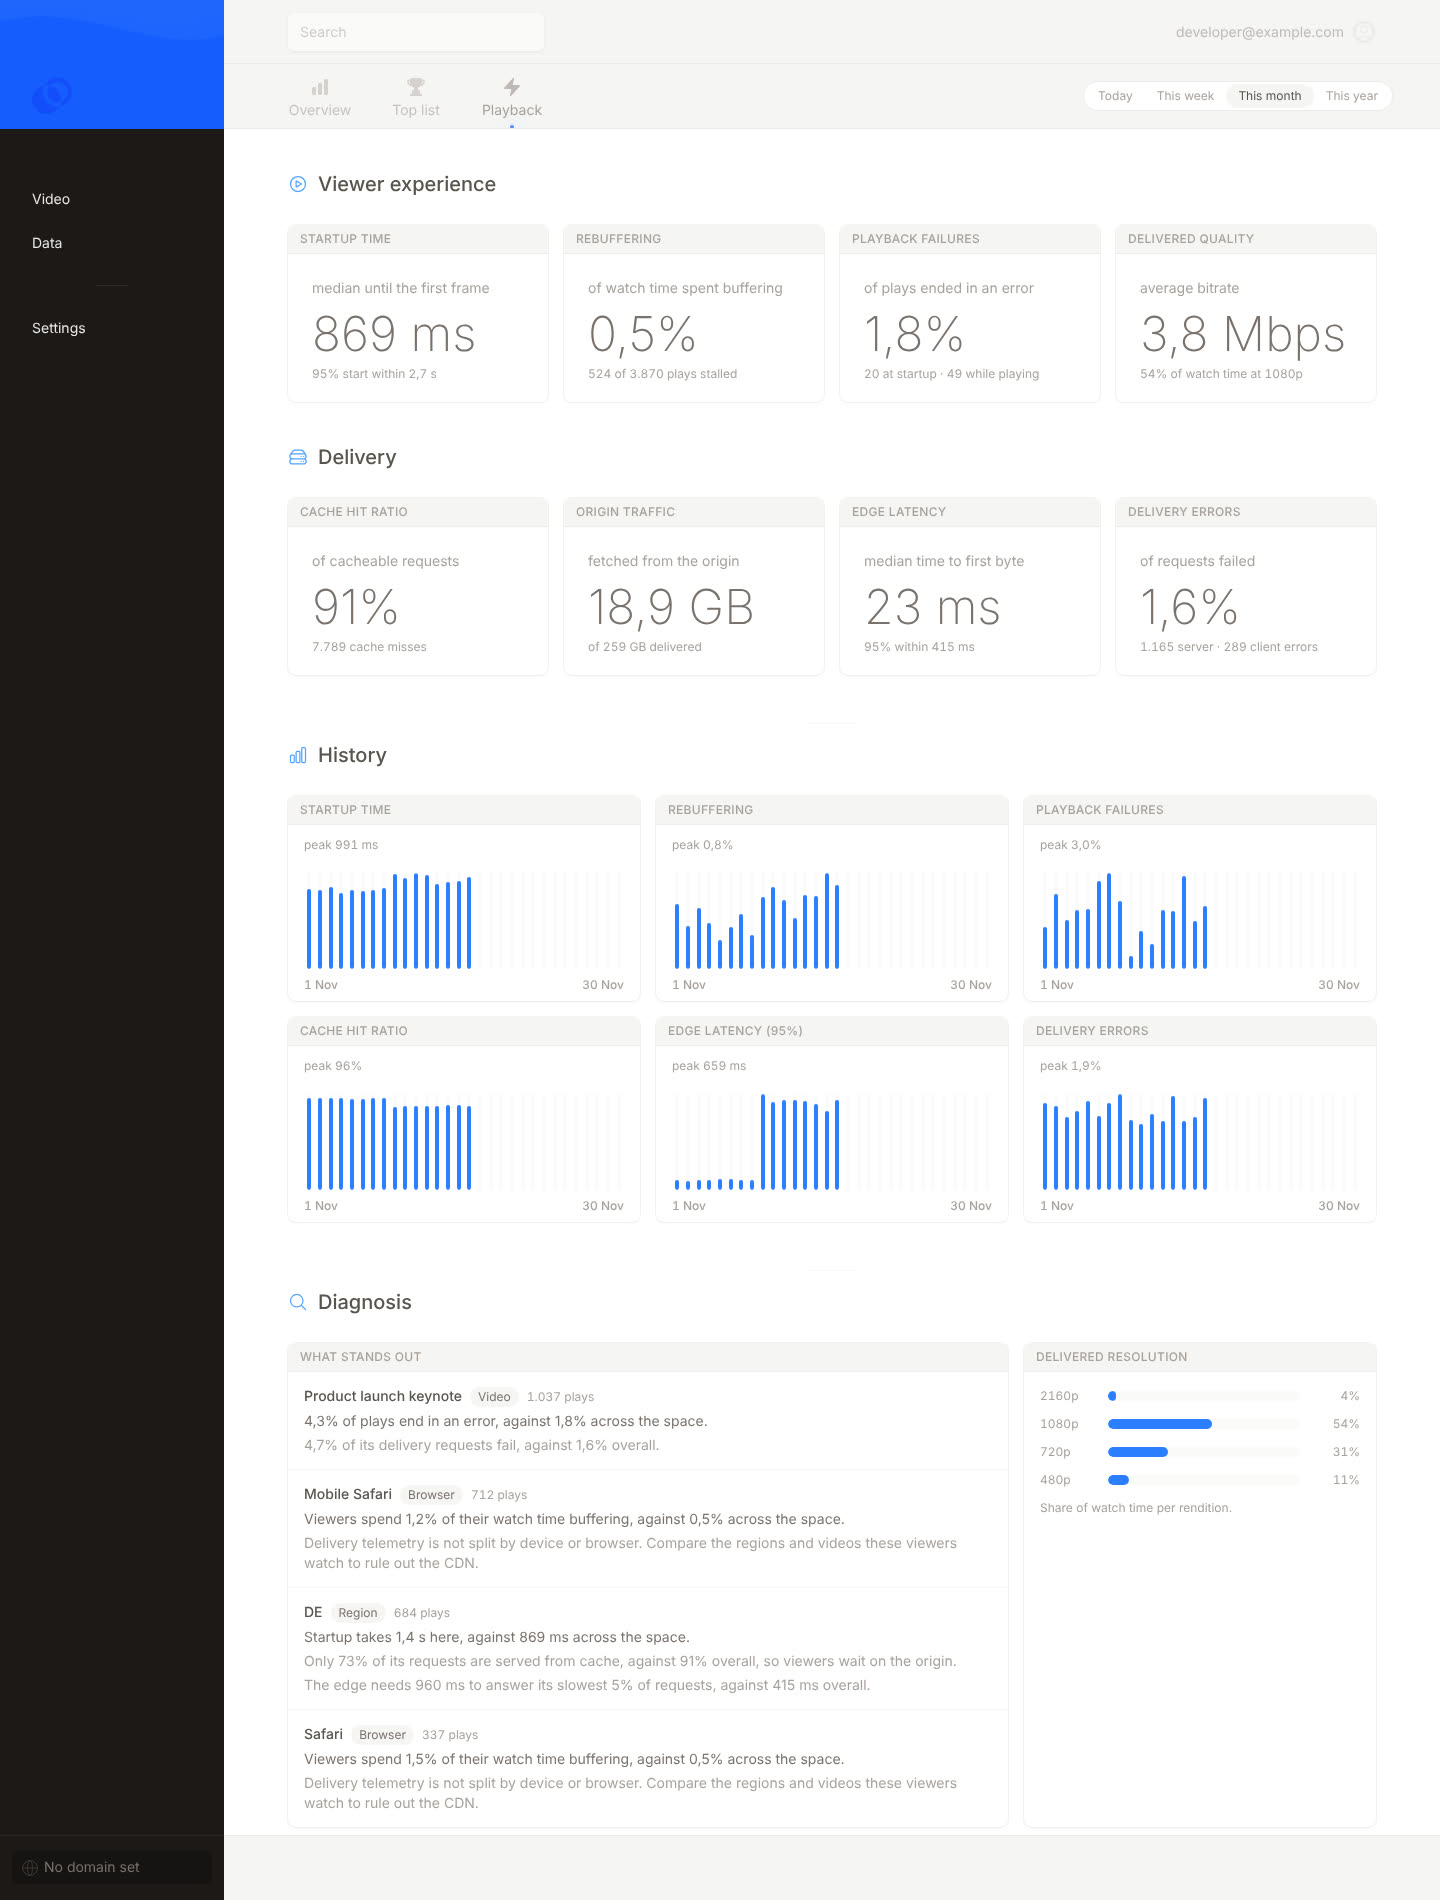 Search
developer@example.com
Overview
Top list
Playback
Today
This week
This month
This year
Video
Data
Settings
Viewer experience
STARTUP TIME
median until the first frame
869 ms
95% start within 2,7 s
REBUFFERING
of watch time spent buffering
0,5%
524 of 3.870 plays stalled
PLAYBACK FAILURES
of plays ended in an error
1,8%
20 at startup · 49 while playing
DELIVERED QUALITY
average bitrate
3,8 Mbps
54% of watch time at 1080p
Delivery
CACHE HIT RATIO
of cacheable requests
91%
7.789 cache misses
ORIGIN TRAFFIC
fetched from the origin
18,9 GB
of 259 GB delivered
EDGE LATENCY
median time to first byte
23 ms
95% within 415 ms
DELIVERY ERRORS
of requests failed
1,6%
1.165 server · 289 client errors
History
STARTUP TIME
peak 991 ms
1 Nov
30 Nov
REBUFFERING
peak 0,8%
1 Nov
30 Nov
PLAYBACK FAILURES
peak 3,0%
1 Nov
30 Nov
CACHE HIT RATIO
peak 96%
1 Nov
30 Nov
EDGE LATENCY (95%)
peak 659 ms
1 Nov
30 Nov
DELIVERY ERRORS
peak 1,9%
1 Nov
30 Nov
Diagnosis
WHAT STANDS OUT
Product launch keynote Video 1.037 plays
4,3% of plays end in an error, against 1,8% across the space.
4,7% of its delivery requests fail, against 1,6% overall.
Mobile Safari Browser 712 plays
Viewers spend 1,2% of their watch time buffering, against 0,5% across the space.
Delivery telemetry is not split by device or browser. Compare the regions and videos these viewers
watch to rule out the CDN.
DE Region 684 plays
Startup takes 1,4 s here, against 869 ms across the space.
Only 73% of its requests are served from cache, against 91% overall, so viewers wait on the origin.
The edge needs 960 ms to answer its slowest 5% of requests, against 415 ms overall.
Safari Browser 337 plays
Viewers spend 1,5% of their watch time buffering, against 0,5% across the space.
Delivery telemetry is not split by device or browser. Compare the regions and videos these viewers
watch to rule out the CDN.
DELIVERED RESOLUTION
2160p 4%
1080p 54%
720p 31%
480p 11%
Share of watch time per rendition.
No domain set